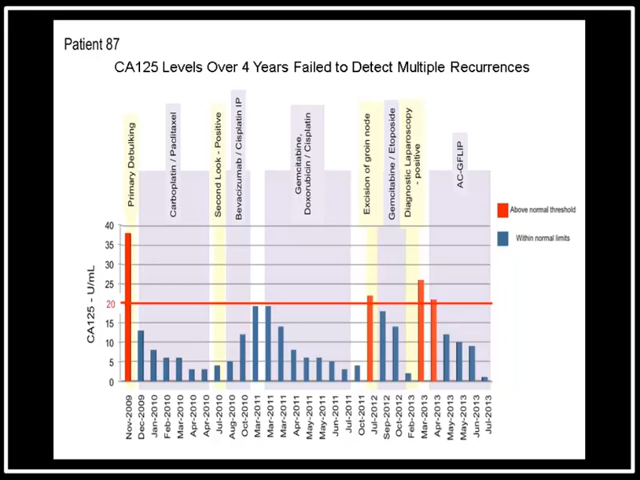 Patient 87
CA125 Levels Over 4 Years Failed to Detect Multiple Recurrences
Primary Debulking
Carboplatin / Paclitaxel
Second Look - Positive
Bevacizumab / Cisplatin IP
Gemcitabine,
Doxorubicin / Cisplatin
Excision of groin node
Gemcitabine / Etoposide
Diagnostic Laparoscopy
- positive
AC-GFLIP
Above normal threshold
Within normal limits
CA125 - U/mL
40
35
30
25
20
15
10
5
0
Nov-2009
Dec-2009
Jan-2010
Feb-2010
Mar-2010
Apr-2010
Apr-2010
Jul-2010
Aug-2010
Oct-2010
Mar-2011
Mar-2011
Mar-2011
Apr-2011
May-2011
May-2011
Jun-2011
Jul-2011
Oct-2011
Jul-2012
Sep-2012
Oct-2012
Feb-2013
Mar-2013
Apr-2013
May-2013
May-2013
Jun-2013
Jul-2013